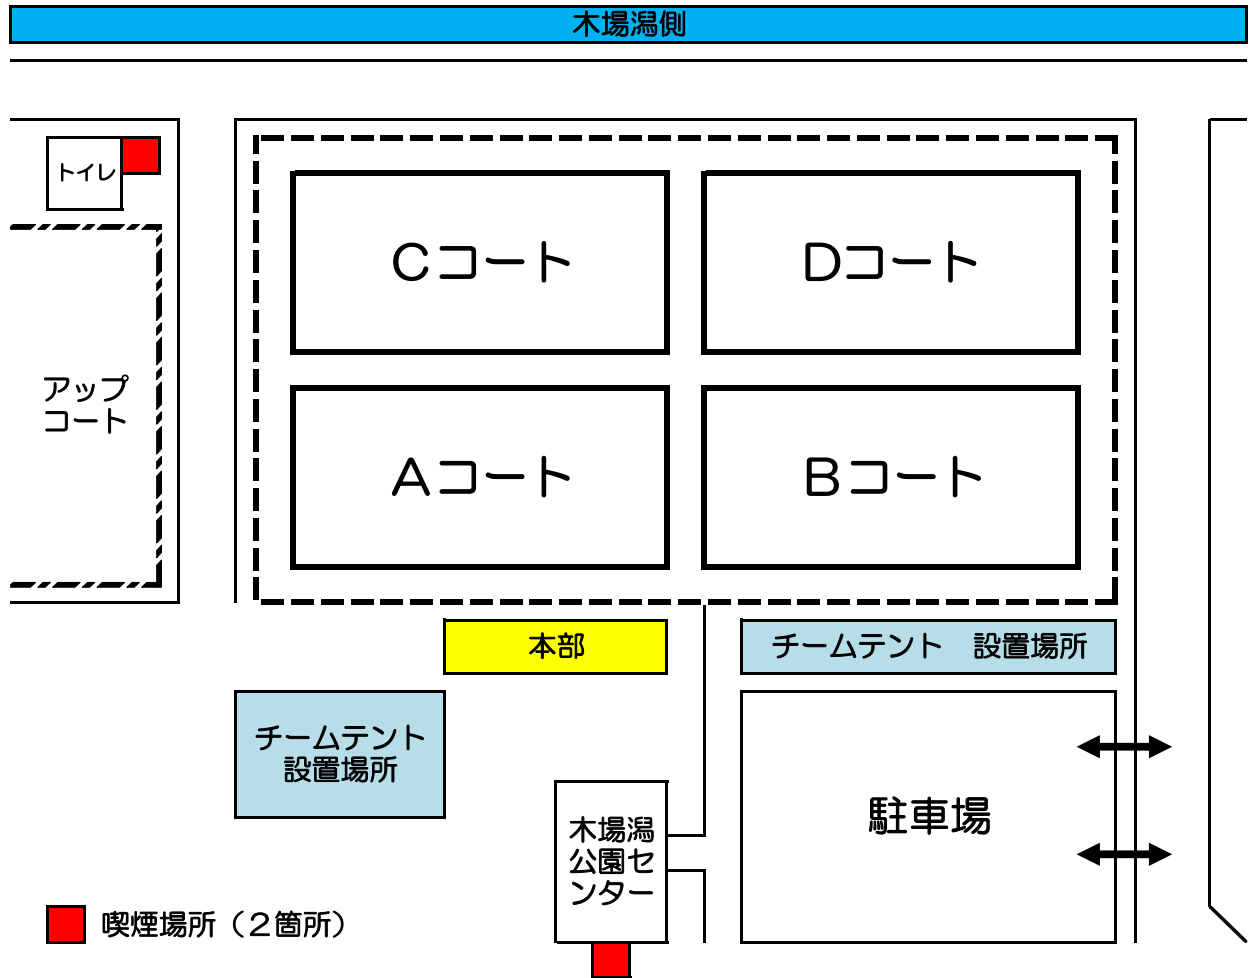 木場潟側
トイレ
Cコート
Dコート
アップ
コート
Aコート
Bコート
本部
チームテント　設置場所
チームテント
設置場所
駐車場
木場潟
公園セ
ンター
喫煙場所（２箇所）